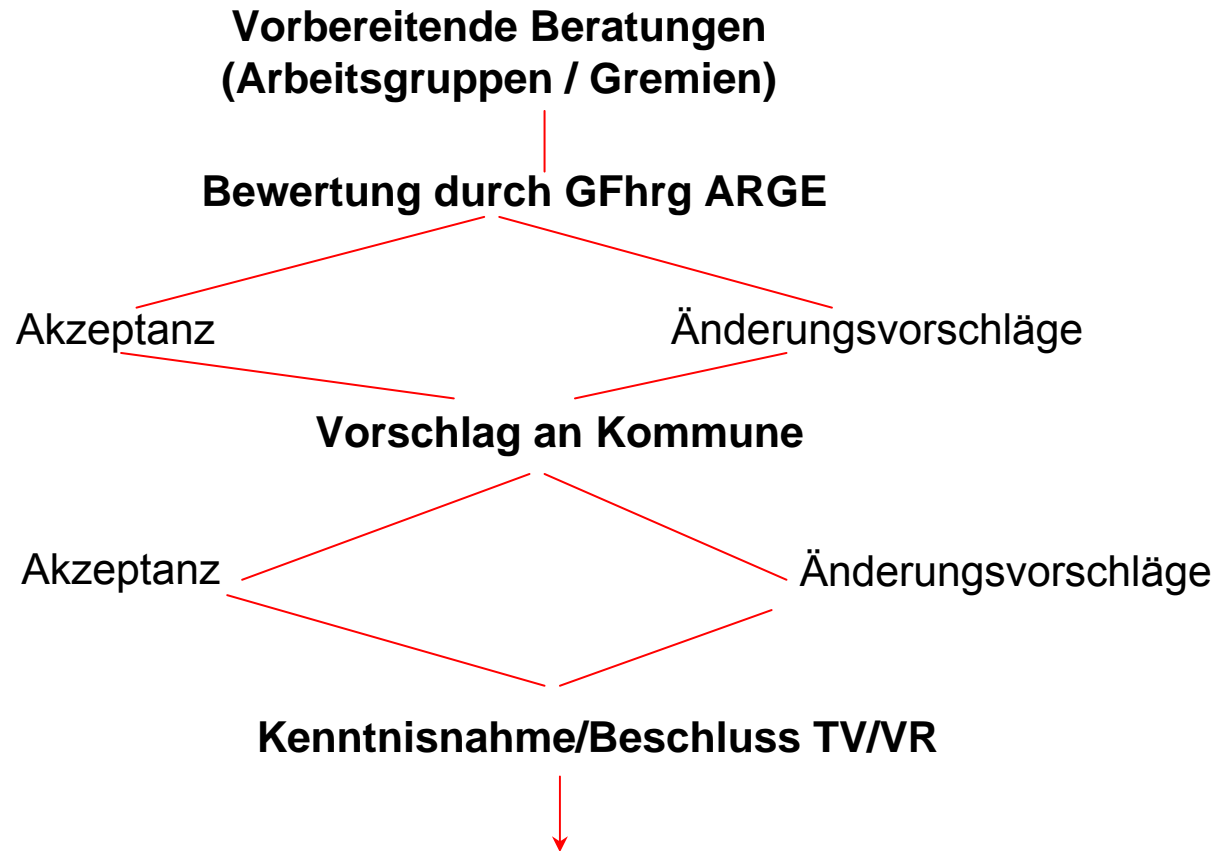 Vorbereitende Beratungen
(Arbeitsgruppen / Gremien)
Bewertung durch GFhrg ARGE
Akzeptanz
Änderungsvorschläge
Vorschlag an Kommune
Akzeptanz
Änderungsvorschläge
Kenntnisnahme/Beschluss TV/VR